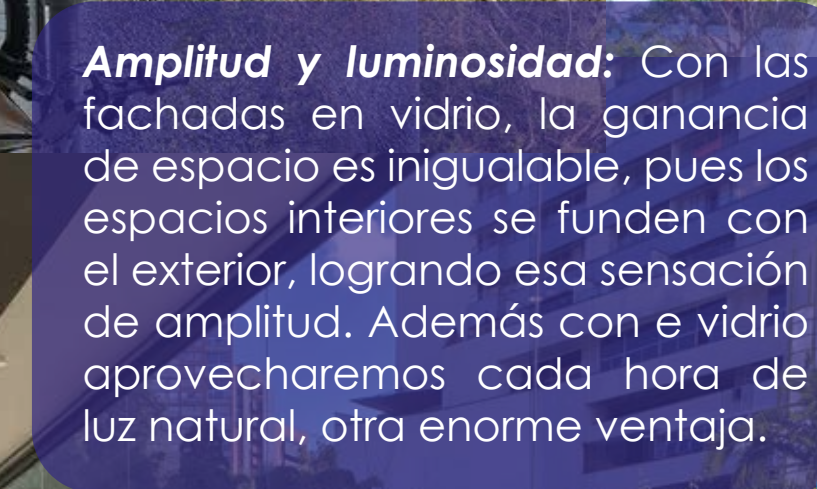 Amplitud y luminosidad: Con las
fachadas en vidrio, la ganancia
de espacio es inigualable, pues los
espacios interiores se funden con
el exterior, logrando esa sensación
de amplitud. Además con e vidrio
aprovecharemos cada hora de
luz natural, otra enorme ventaja.